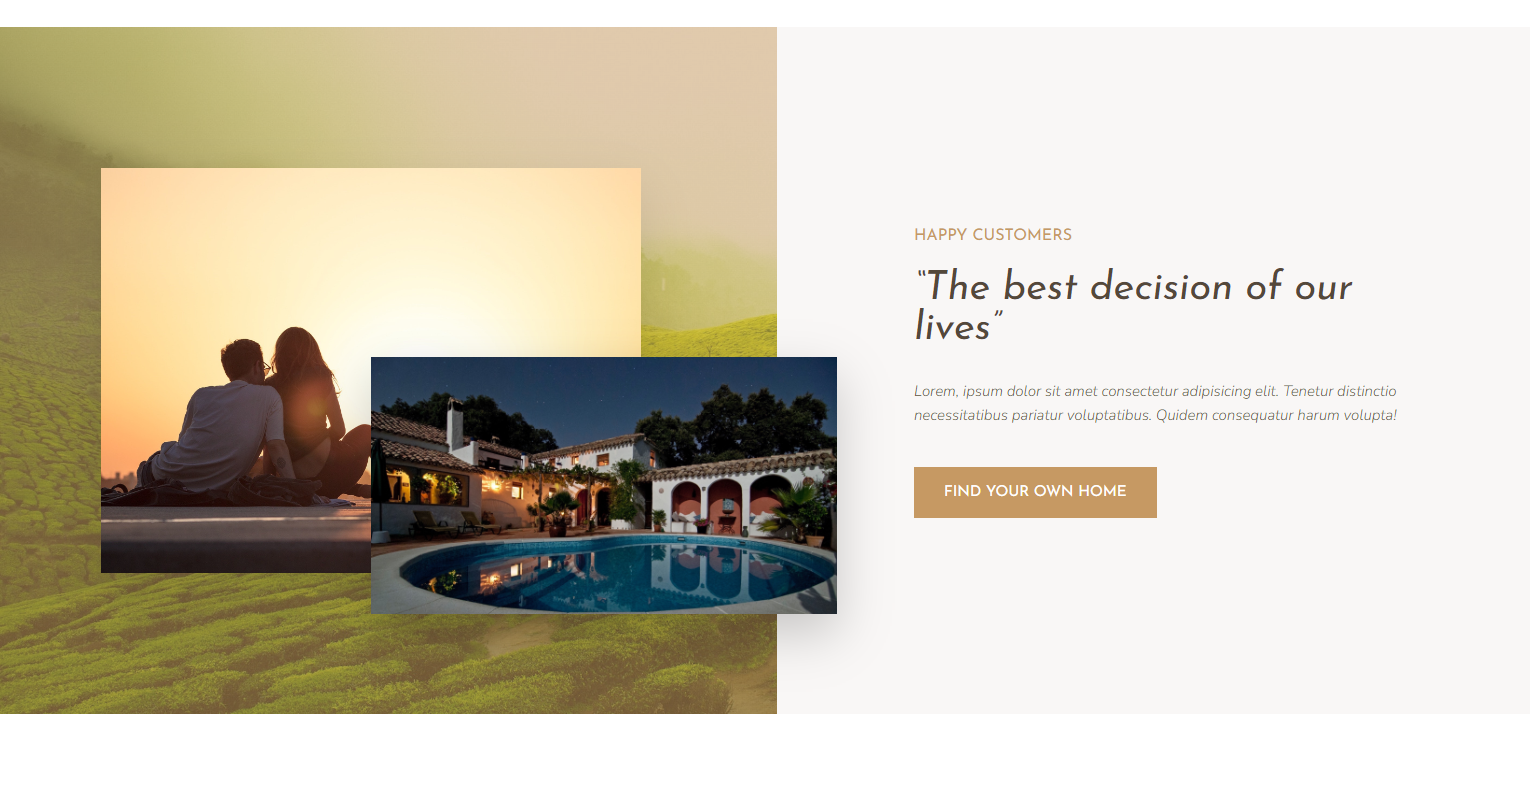 HAPPY CUSTOMERS
“The best decision of our
lives”
Lorem, ipsum dolor sit amet consectetur adipisicing elit. Tenetur distinctio
necessitatibus pariatur voluptatibus. Quidem consequatur harum volupta!
FIND YOUR OWN HOME